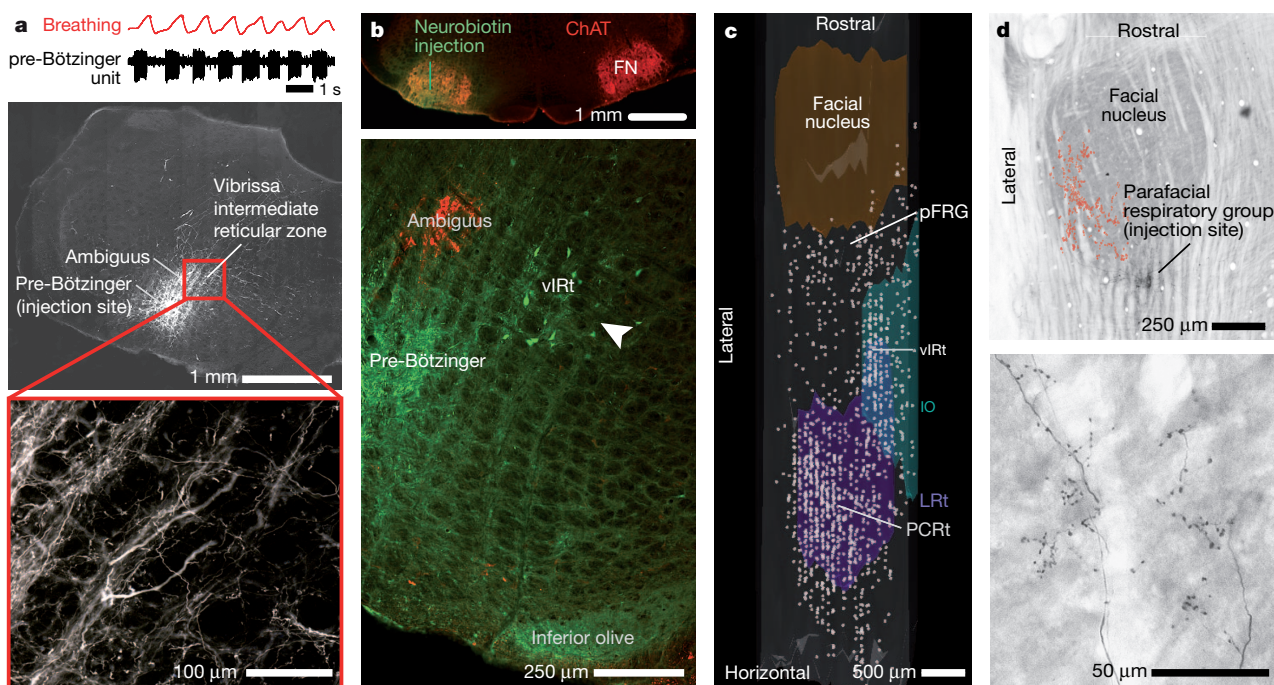 a
Breathing
pre-Bötzinger
unit
1 s
Vibrissa
intermediate
reticular zone
Ambiguus
Pre-Bötzinger
(injection site)
1 mm
100 µm
b
Neurobiotin
injection
ChAT
FN
1 mm
Ambiguus
vIRt
Pre-Bötzinger
Inferior olive
250 µm
c
Rostral
Facial
nucleus
pFRG
Lateral
vIRt
IO
LRt
PCRt
Horizontal
500 µm
d
Rostral
Facial
nucleus
Lateral
Parafacial
respiratory group
(injection site)
250 µm
50 µm